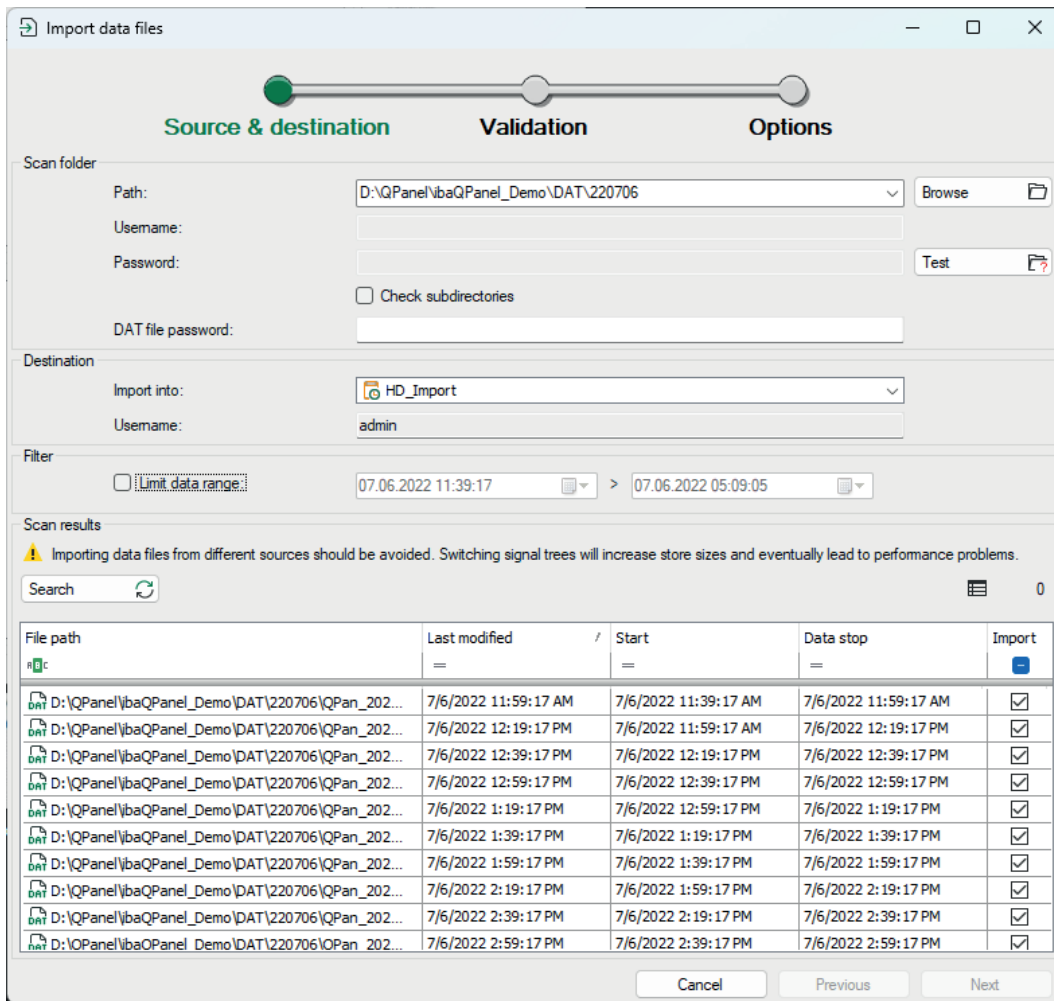 Import data files
Source & destination Validation Options
Scan folder
Path: D:\QPanel\ibaQPanel_Demo\DAT\220706 Browse
Username:
Password: Test
Check subdirectories
DAT file password:
Destination
Import into: HD_Import
Username: admin
Filter
Limit data range: 07.06.2022 11:39:17 > 07.06.2022 05:09:05
Scan results
Importing data files from different sources should be avoided. Switching signal trees will increase store sizes and eventually lead to performance problems.
Search 0
File path Last modified / Start Data stop Import
ABC = = =
DAT D:\QPanel\ibaQPanel_Demo\DAT\220706\QPan_202... 7/6/2022 11:59:17 AM 7/6/2022 11:39:17 AM 7/6/2022 11:59:17 AM
DAT D:\QPanel\ibaQPanel_Demo\DAT\220706\QPan_202... 7/6/2022 12:19:17 PM 7/6/2022 11:59:17 AM 7/6/2022 12:19:17 PM
DAT D:\QPanel\ibaQPanel_Demo\DAT\220706\QPan_202... 7/6/2022 12:39:17 PM 7/6/2022 12:19:17 PM 7/6/2022 12:39:17 PM
DAT D:\QPanel\ibaQPanel_Demo\DAT\220706\QPan_202... 7/6/2022 12:59:17 PM 7/6/2022 12:39:17 PM 7/6/2022 12:59:17 PM
DAT D:\QPanel\ibaQPanel_Demo\DAT\220706\QPan_202... 7/6/2022 1:19:17 PM 7/6/2022 12:59:17 PM 7/6/2022 1:19:17 PM
DAT D:\QPanel\ibaQPanel_Demo\DAT\220706\QPan_202... 7/6/2022 1:39:17 PM 7/6/2022 1:19:17 PM 7/6/2022 1:39:17 PM
DAT D:\QPanel\ibaQPanel_Demo\DAT\220706\QPan_202... 7/6/2022 1:59:17 PM 7/6/2022 1:39:17 PM 7/6/2022 1:59:17 PM
DAT D:\QPanel\ibaQPanel_Demo\DAT\220706\QPan_202... 7/6/2022 2:19:17 PM 7/6/2022 1:59:17 PM 7/6/2022 2:19:17 PM
DAT D:\QPanel\ibaQPanel_Demo\DAT\220706\QPan_202... 7/6/2022 2:39:17 PM 7/6/2022 2:19:17 PM 7/6/2022 2:39:17 PM
DAT D:\QPanel\ibaQPanel_Demo\DAT\220706\QPan_202... 7/6/2022 2:59:17 PM 7/6/2022 2:39:17 PM 7/6/2022 2:59:17 PM
Cancel Previous Next